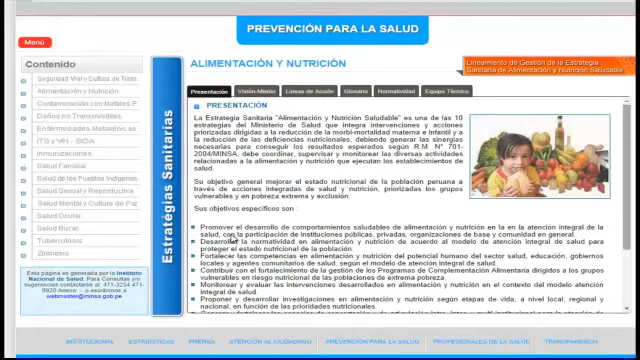 PREVENCIÓN PARA LA SALUD
Menú
Contenido
Seguridad Vial y Cultura de Tráns
Alimentación y Nutrición
Contaminación con Metales P
Daños no Transmisibles
Enfermedades Metaxénicas
ITS y VIH - SIDA
Inmunizaciones
Salud Familiar
Salud de los Pueblos Indígenas
Salud Sexual y Reproductiva
Salud Mental y Cultura de Paz
Salud Ocular
Salud Bucal
Tuberculosis
Zoonosis
Esta página es generada por la Instituto
Nacional de Salud. Para Consultas y/o
sugerencias contáctarse al: 471-3254 471-
9920 Anexo: o escribirnos a
webmaster@minsa.gob.pe
Estratégias Sanitarias
ALIMENTACIÓN Y NUTRICIÓN
Lineamiento de Gestión de la Estrategia
Sanitaria de Alimentación y Nutrición Saludable
Presentación
Visión-Misión
Líneas de Acción
Glosario
Normatividad
Equipo Técnico
PRESENTACIÓN
La Estrategia Sanitaria "Alimentación y Nutrición Saludable" es una de las 10
estrategias del Ministerio de Salud que integra intervenciones y acciones
priorizadas dirigidas a la reducción de la morbi-mortalidad materna e infantil y a
la reducción de las deficiencias nutricionales, debiendo generar las sinergias
necesarias para conseguir los resultados esperados según R.M. N° 701-
2004/MINSA, debe coordinar, supervisar y monitorear las diversas actividades
relacionadas a la alimentación y nutrición que ejecutan los establecimientos de
salud.
Su objetivo general mejorar el estado nutricional de la población peruana a
través de acciones integradas de salud y nutrición, priorizadas los grupos
vulnerables y en pobreza extrema y exclusión.
Sus objetivos específicos son :
Promover el desarrollo de comportamientos saludables de alimentación y nutrición en la en la atención integral de la
salud, con la participación de instituciones públicas, privadas, organizaciones de base y comunidad en general.
Desarrollar la normatividad en alimentación y nutrición de acuerdo al modelo de atención integral de salud para
proteger el estado nutricional de la población.
Fortalecer las competencias en alimentación y nutrición del potencial humano del sector salud, educación, gobiernos
locales y agentes comunitarios de salud, según el modelo de atención integral.
Contribuir con el fortalecimiento de la gestión de los Programas de Complementación Alimentaria dirigidos a los grupos
vulnerables en riesgo nutricional de las poblaciones de extrema pobreza.
Monitorear y evaluar las intervenciones desarrollados en alimentación y nutrición en el contexto del modelo atención
integral de salud.
Proponer y desarrollar investigaciones en alimentación y nutrición según etapas de vida, a nivel local, regional y
nacional, en función de las prioridades nutricionales
INSTITUCIONAL
ESTADÍSTICAS
PRENSA
ATENCIÓN AL CIUDADANO
PREVENCIÓN PARA LA SALUD
PROFESIONALES DE LA SALUD
TRANSPARENCIA